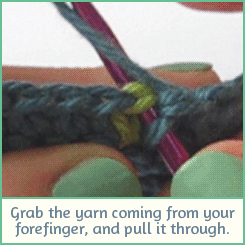 Grab the yarn coming from your
forefinger, and pull it through.